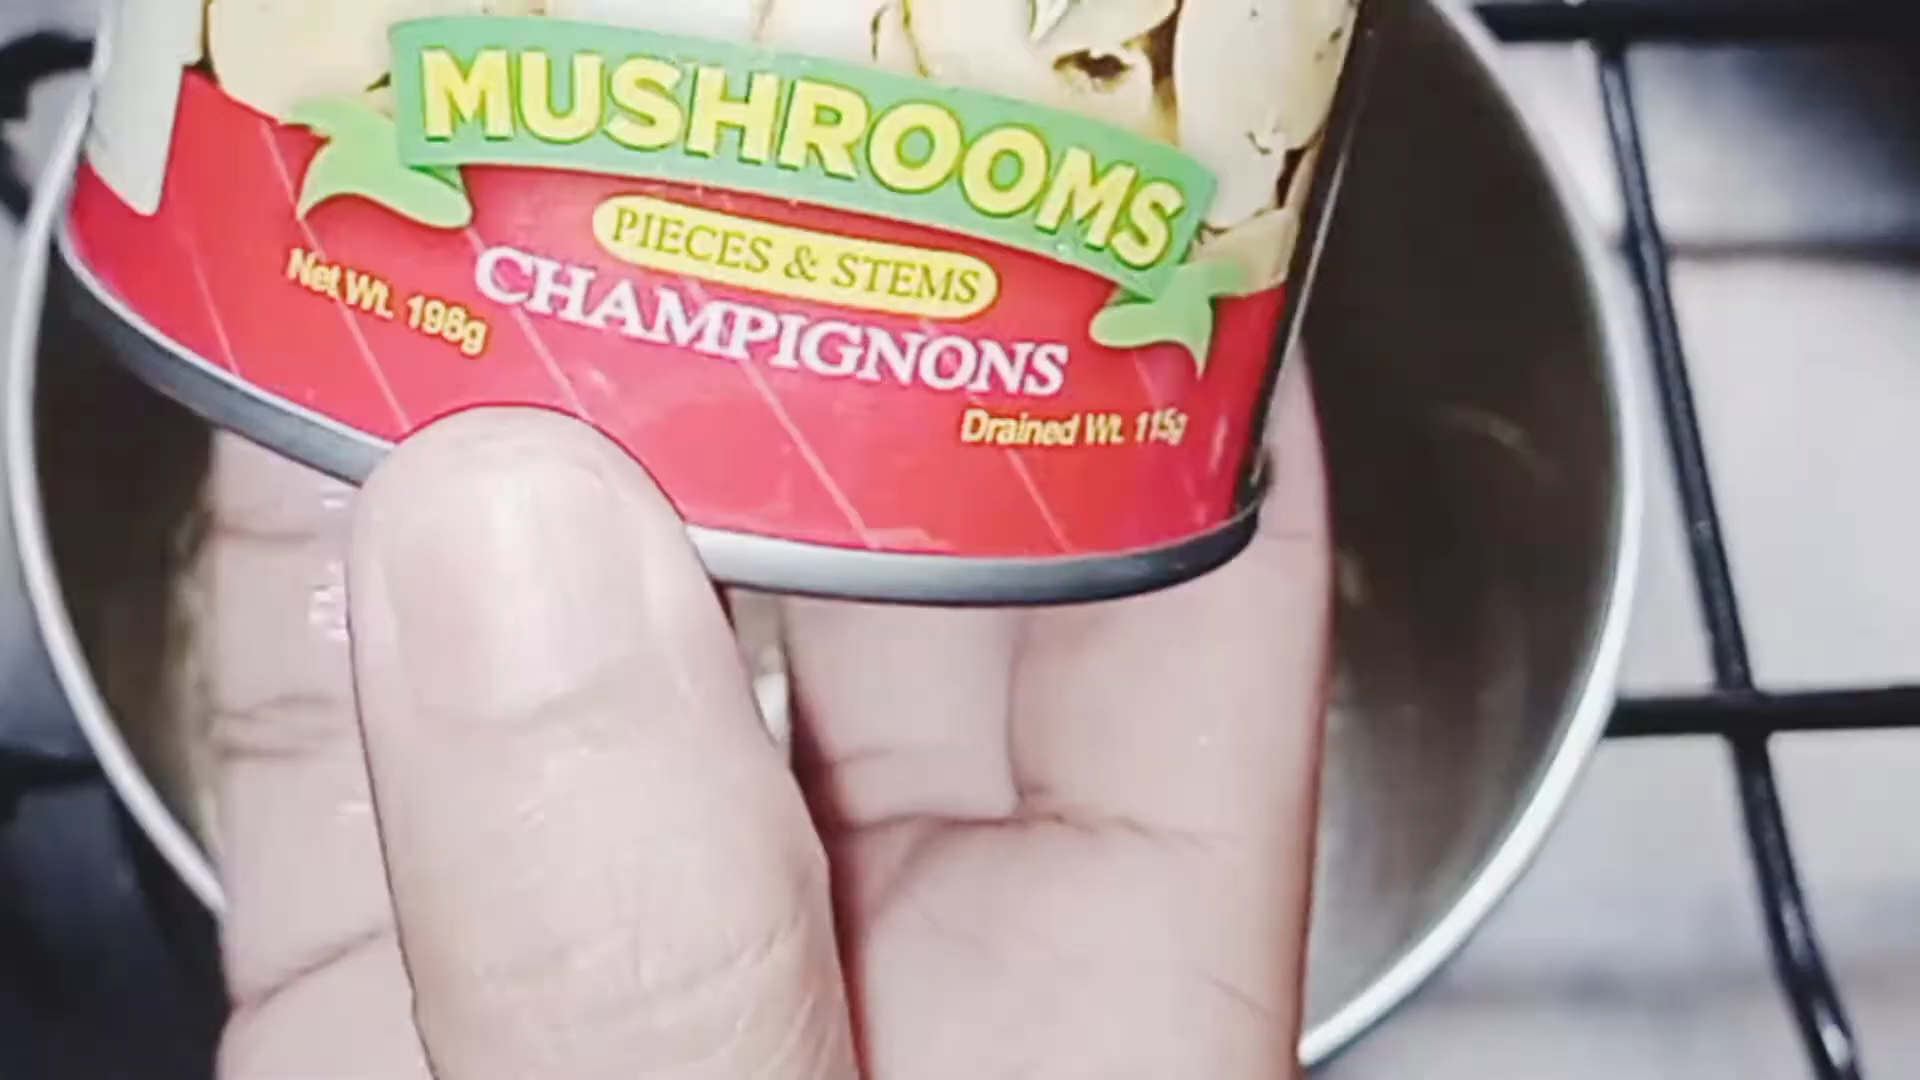 MUSHROOMS
PIECES & STEMS
CHAMPIGNONS
Net Wt. 198g
Drained Wt. 115g